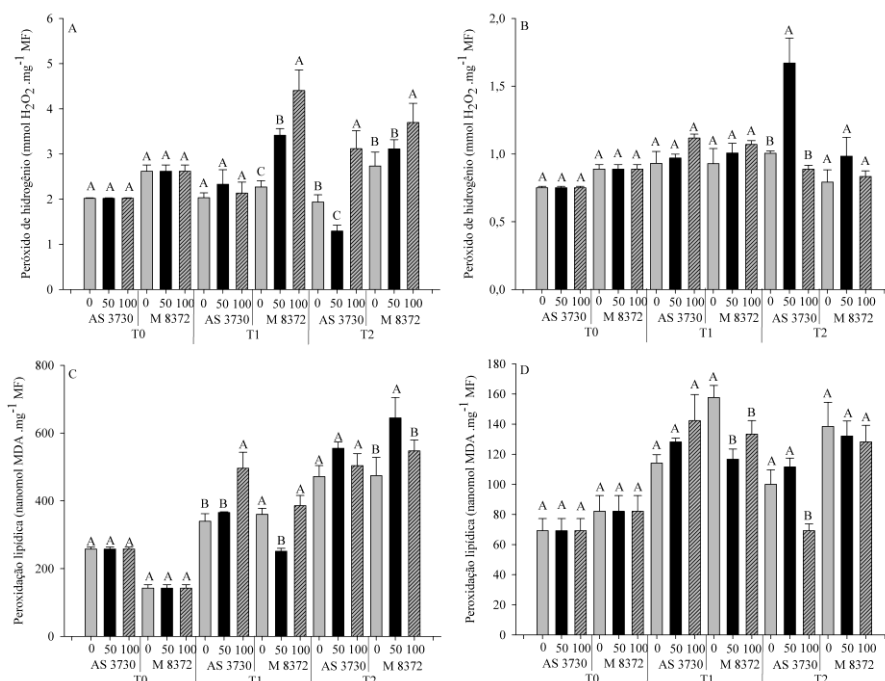 A
Peróxido de hidrogênio (mmol H2O2 .mg-1 MF)
6
5
4
3
2
1
0
A A A A A A A A A C B A B C A B B A
0 50 100 0 50 100 0 50 100 0 50 100 0 50 100 0 50 100
AS 3730 M 8372 AS 3730 M 8372 AS 3730 M 8372
T0 T1 T2
B
Peróxido de hidrogênio (mmol H2O2 .mg-1 MF)
2,0
1,5
1,0
0,5
0,0
A A A A A A A A A A A A B A B A A A
0 50 100 0 50 100 0 50 100 0 50 100 0 50 100 0 50 100
AS 3730 M 8372 AS 3730 M 8372 AS 3730 M 8372
T0 T1 T2
C
Peroxidação lipídica (nanomol MDA .mg-1 MF)
800
600
400
200
0
A A A A A A B B A A B A A A A B A B
0 50 100 0 50 100 0 50 100 0 50 100 0 50 100 0 50 100
AS 3730 M 8372 AS 3730 M 8372 AS 3730 M 8372
T0 T1 T2
D
Peroxidação lipídica (nanomol MDA .mg-1 MF)
180
160
140
120
100
80
60
40
20
0
A A A A A A A A A A B B A A B A A A
0 50 100 0 50 100 0 50 100 0 50 100 0 50 100 0 50 100
AS 3730 M 8372 AS 3730 M 8372 AS 3730 M 8372
T0 T1 T2